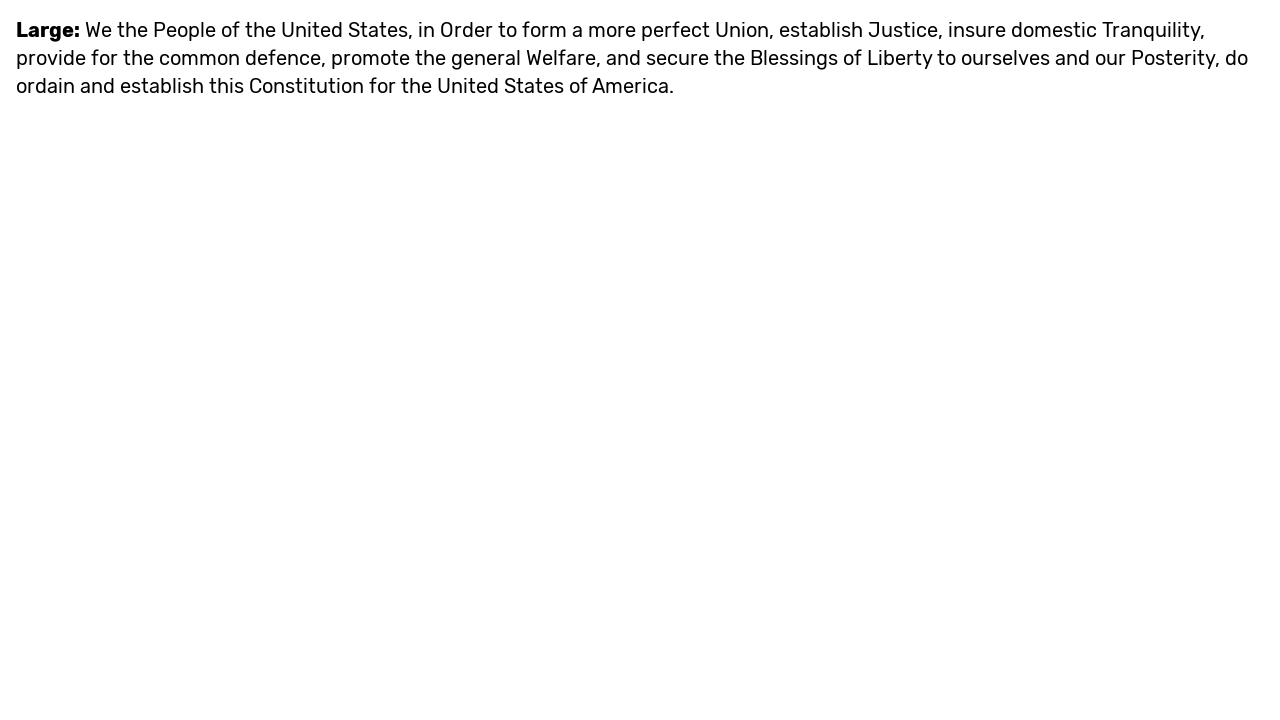 Large: We the People of the United States, in Order to form a more perfect Union, establish Justice, insure domestic Tranquility,
provide for the common defence, promote the general Welfare, and secure the Blessings of Liberty to ourselves and our Posterity, do
ordain and establish this Constitution for the United States of America.